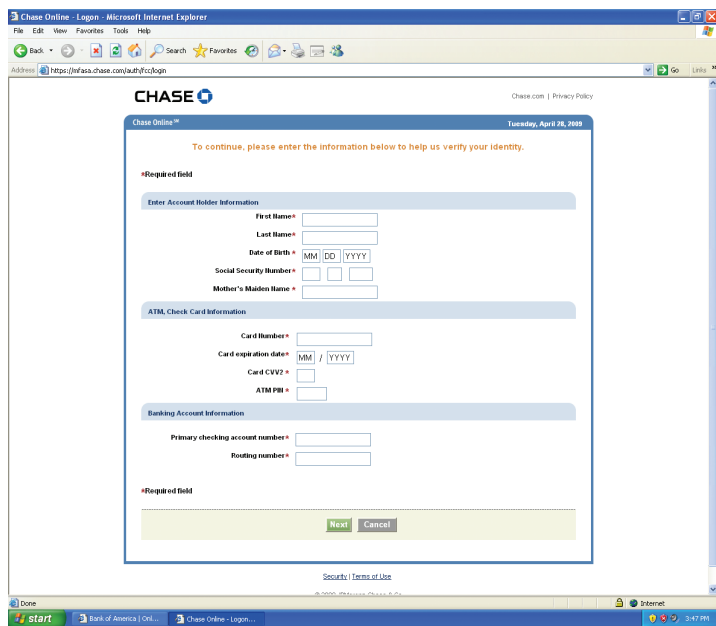 Chase Online - Logon - Microsoft Internet Explorer
File Edit View Favorites Tools Help
Back Search Favorites
Address https://mfasa.chase.com/auth/fcc/login Go Links
CHASE
Chase.com | Privacy Policy
Chase Online℠ Tuesday, April 28, 2009
To continue, please enter the information below to help us verify your identity.
*Required field
Enter Account Holder Information
First Name*
Last Name*
Date of Birth * MM DD YYYY
Social Security Number*
Mother's Maiden Name *
ATM, Check Card Information
Card Number*
Card expiration date* MM / YYYY
Card CVV2 *
ATM PIN *
Banking Account Information
Primary checking account number*
Routing number*
*Required field
Next Cancel
Security | Terms of Use
Done Internet
start Bank of America | Onl... Chase Online - Logon... 3:47 PM